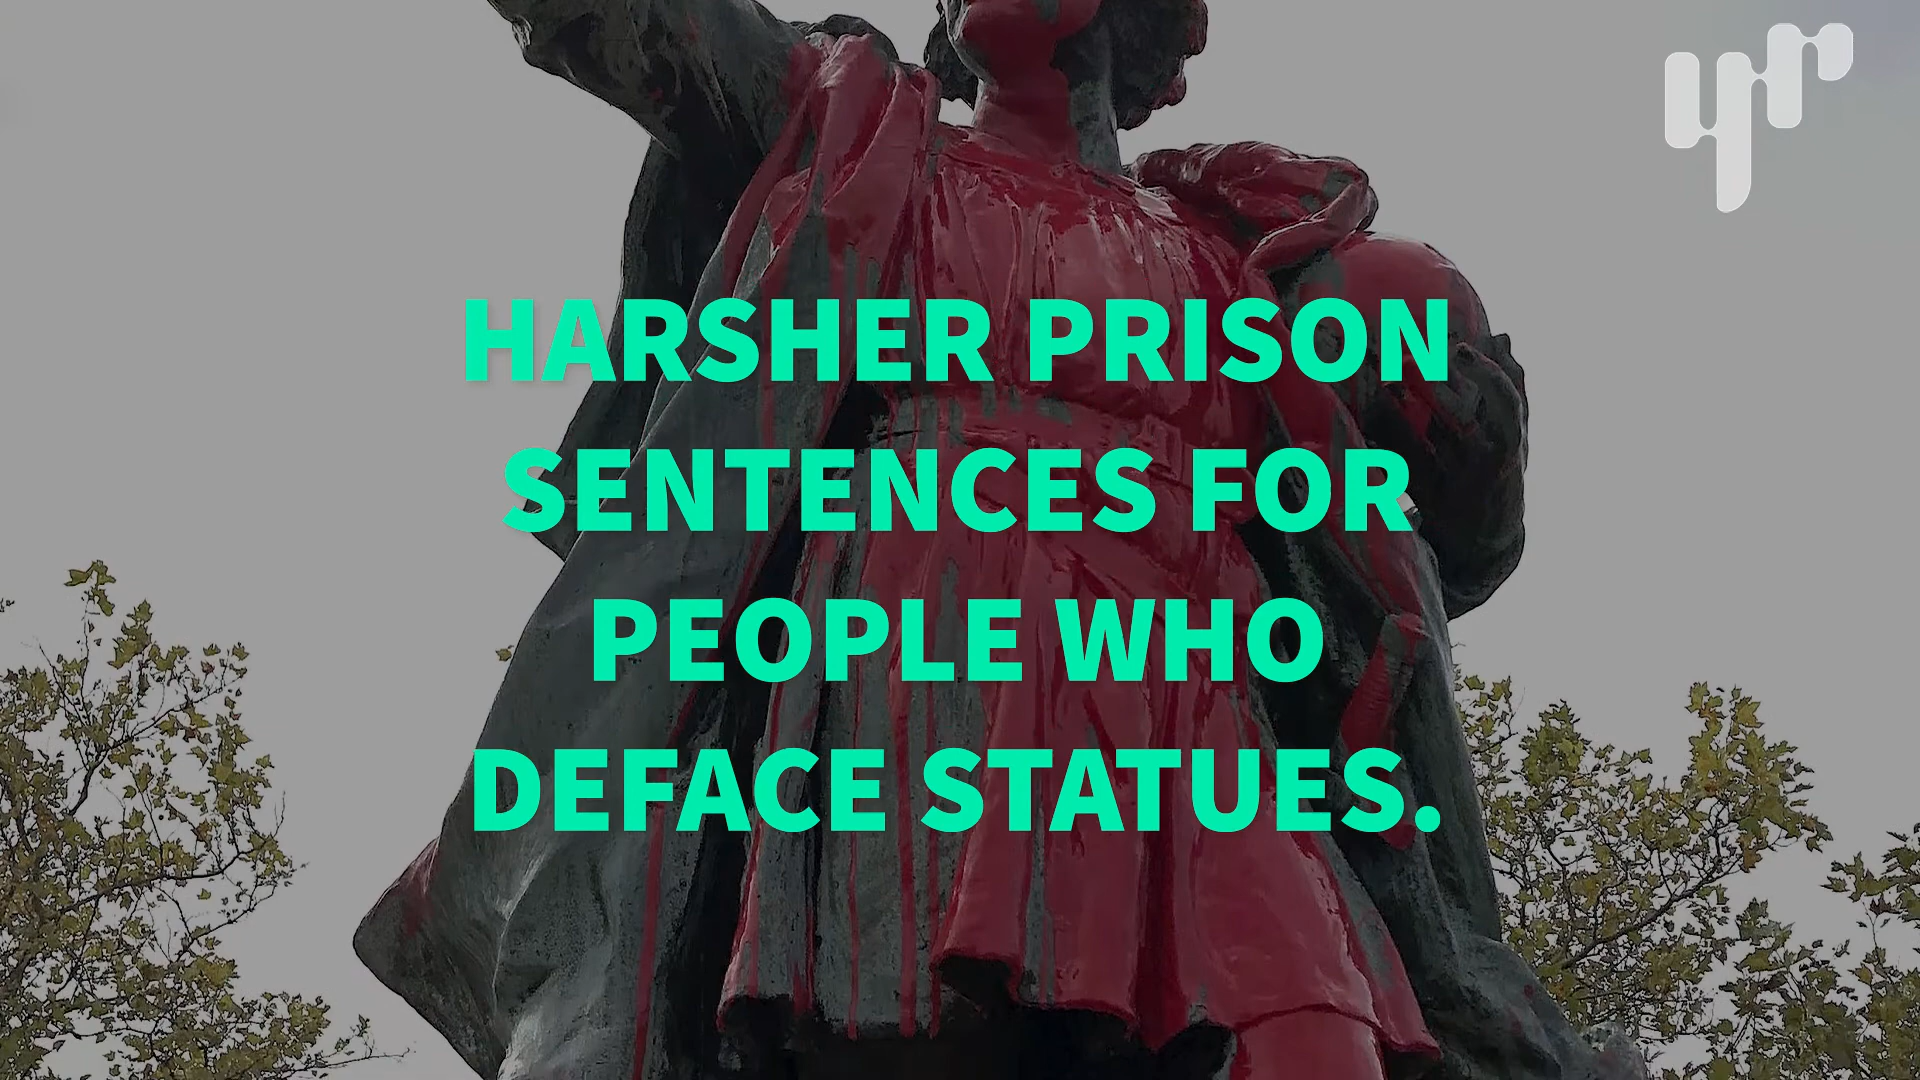 HARSHER PRISON
SENTENCES FOR
PEOPLE WHO
DEFACE STATUES.